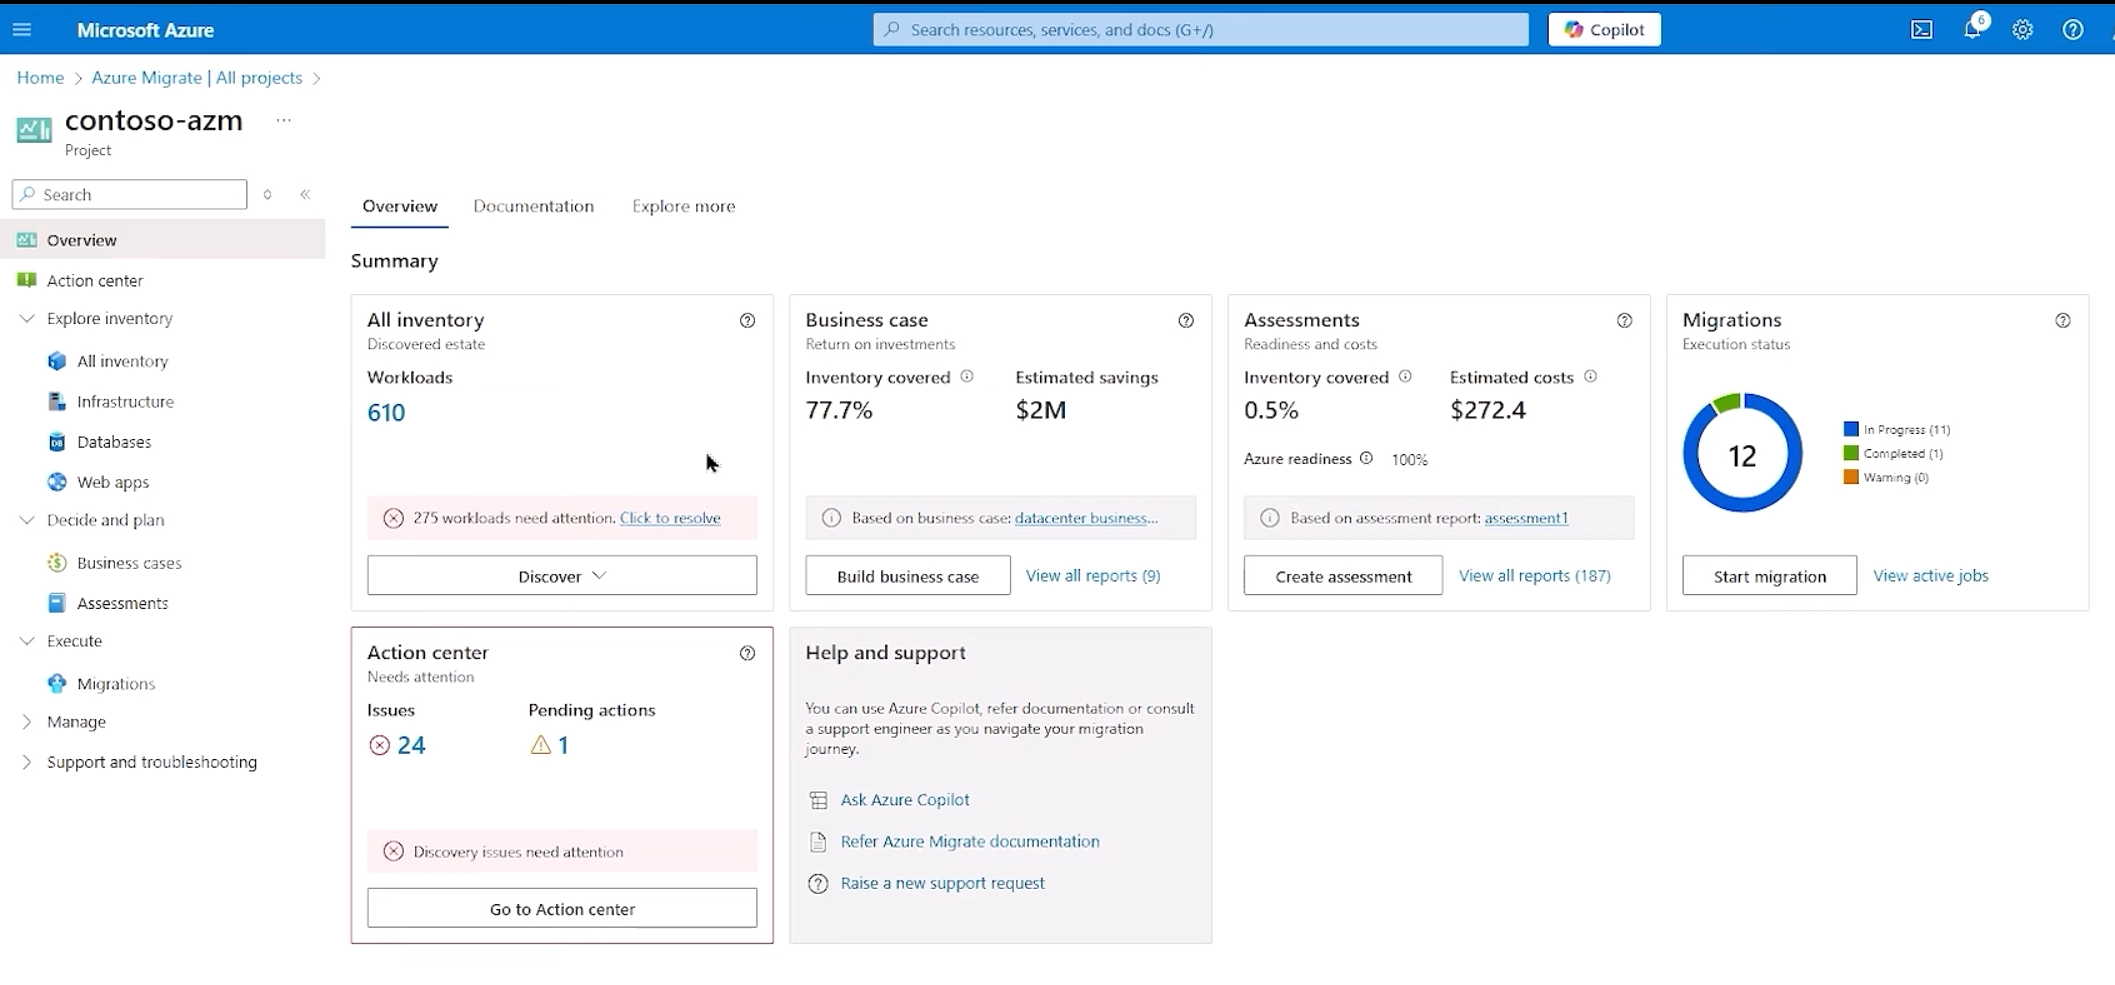 Microsoft Azure
Search resources, services, and docs (G+/)
Copilot
6
Home > Azure Migrate | All projects >
contoso-azm ...
Project
Search
Overview
Action center
Explore inventory
All inventory
Infrastructure
Databases
Web apps
Decide and plan
Business cases
Assessments
Execute
Migrations
Manage
Support and troubleshooting
Overview Documentation Explore more
Summary
All inventory
Discovered estate
Workloads
610
275 workloads need attention. Click to resolve
Discover
Business case
Return on investments
Inventory covered Estimated savings
77.7% $2M
Based on business case: datacenter business...
Build business case View all reports (9)
Assessments
Readiness and costs
Inventory covered Estimated costs
0.5% $272.4
Azure readiness 100%
Based on assessment report: assessment1
Create assessment View all reports (187)
Migrations
Execution status
12
In Progress (11)
Completed (1)
Warning (0)
Start migration View active jobs
Action center
Needs attention
Issues Pending actions
24 1
Discovery issues need attention
Go to Action center
Help and support
You can use Azure Copilot, refer documentation or consult
a support engineer as you navigate your migration
journey.
Ask Azure Copilot
Refer Azure Migrate documentation
Raise a new support request